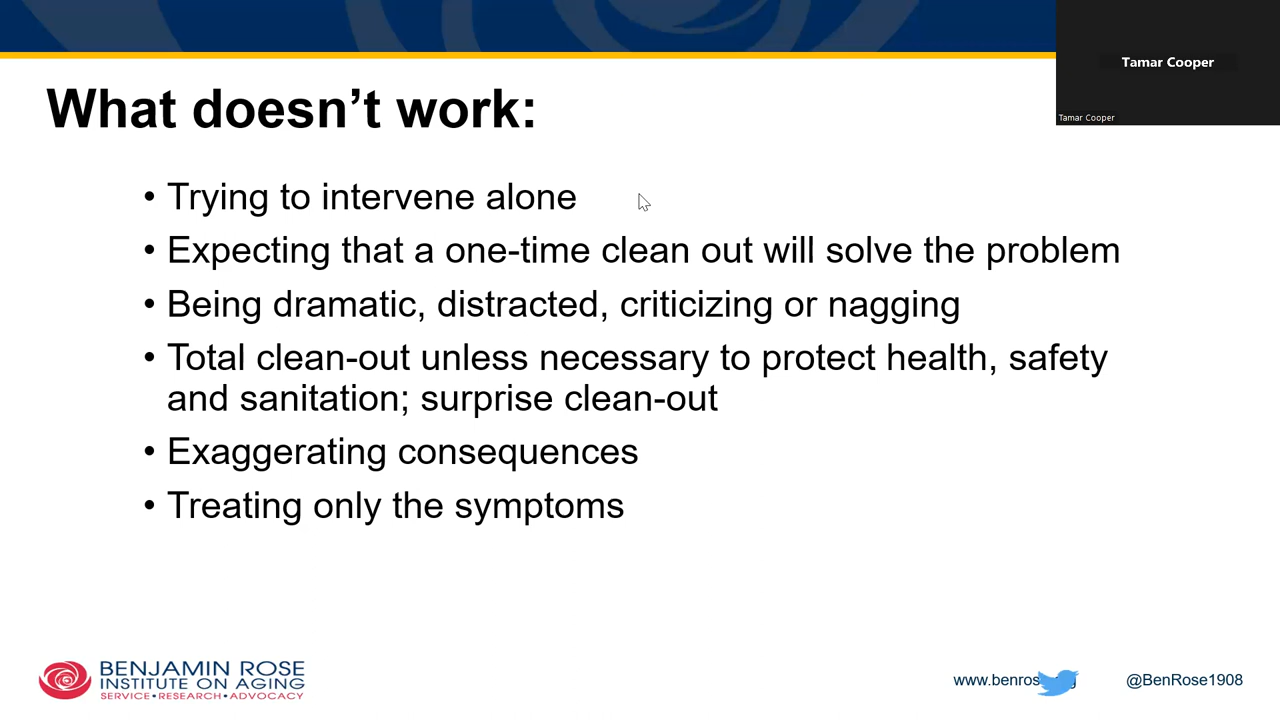 Tamar Cooper
Tamar Cooper
What doesn’t work:
• Trying to intervene alone
• Expecting that a one-time clean out will solve the problem
• Being dramatic, distracted, criticizing or nagging
• Total clean-out unless necessary to protect health, safety
and sanitation; surprise clean-out
• Exaggerating consequences
• Treating only the symptoms
BENJAMIN ROSE
INSTITUTE ON AGING
SERVICE•RESEARCH•ADVOCACY
@BenRose1908